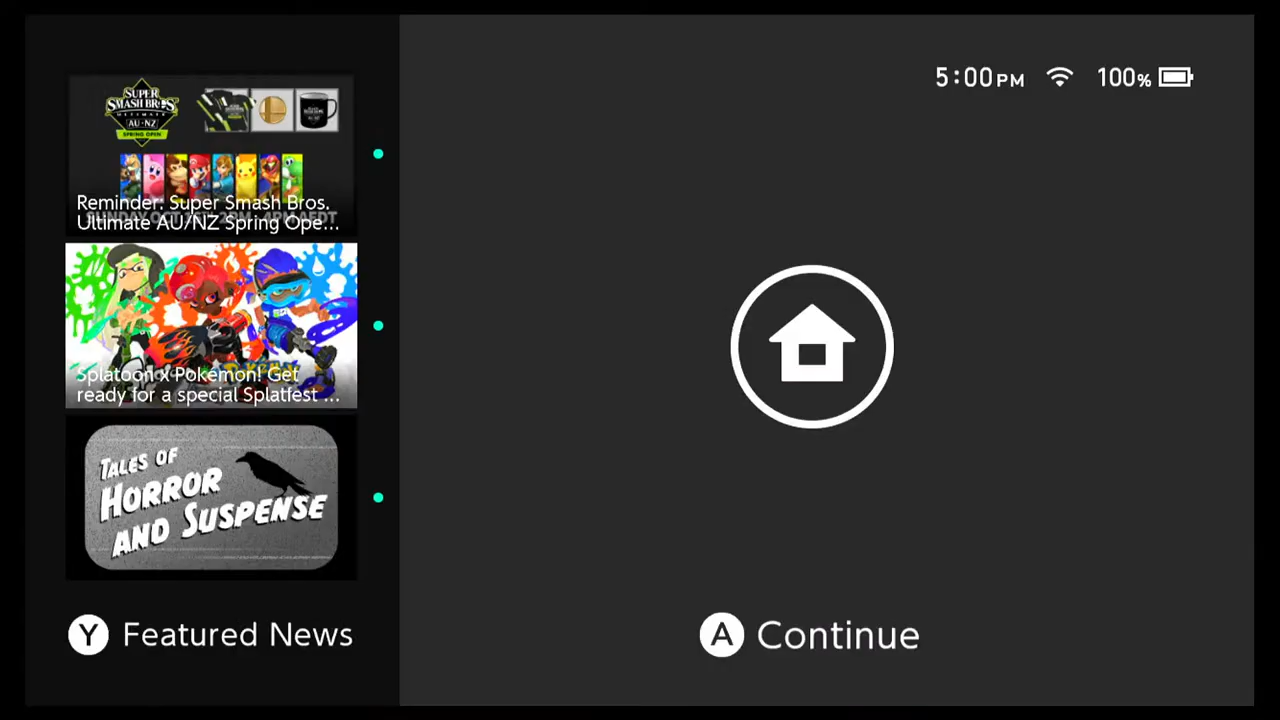 5:00PM
100%
SUPER
SMASH BROS.
ULTIMATE
AU·NZ
SPRING OPEN
Reminder: Super Smash Bros.
Ultimate AU/NZ Spring Ope...
Splatoon x Pokémon! Get
ready for a special Splatfest ...
TALES OF
HORROR
AND SUSPENSE
Y Featured News
A Continue